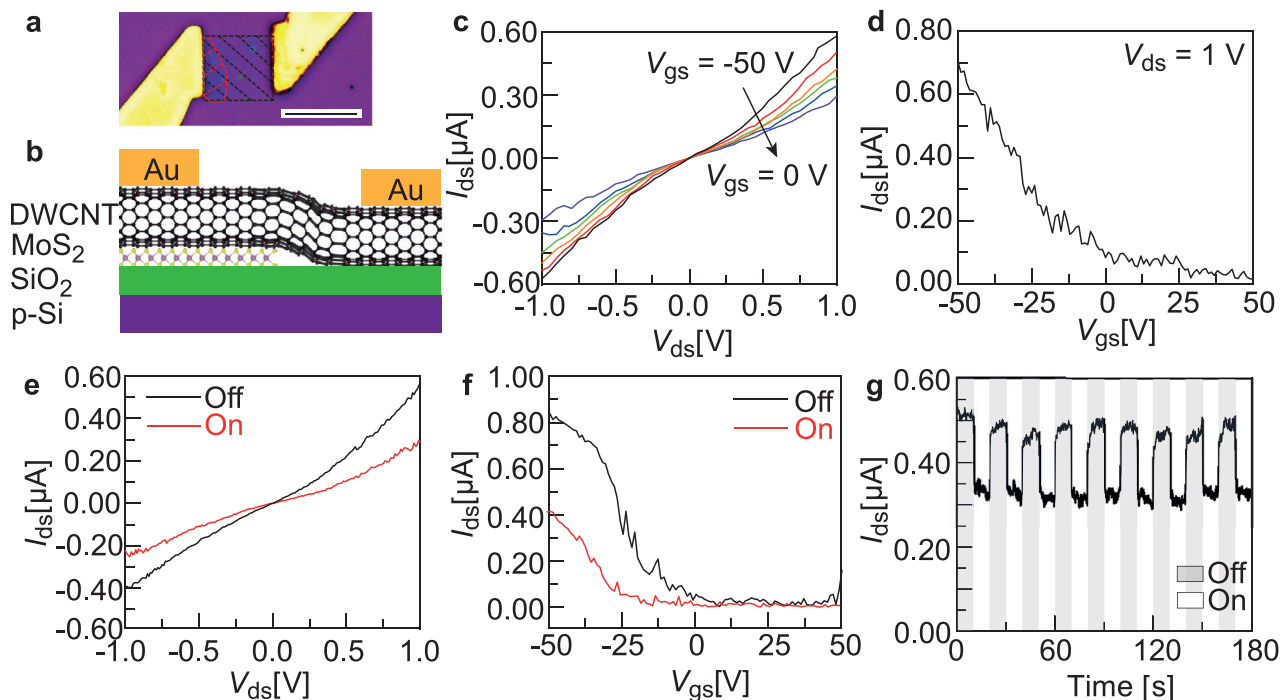 a
b
Au
Au
DWCNT
MoS2
SiO2
p-Si
c
0.60
0.30
0.00
-0.30
-0.60
Ids[µA]
Vgs = -50 V
Vgs = 0 V
-1.0 -0.5 0.0 0.5 1.0
Vds[V]
d
Vds = 1 V
0.80
0.60
0.40
0.20
0.00
Ids[µA]
-50 -25 0 25 50
Vgs[V]
e
0.60
0.40
0.20
0.00
-0.20
-0.40
-0.60
Ids[µA]
Off
On
-1.0 -0.5 0.0 0.5 1.0
Vds[V]
f
1.00
0.80
0.60
0.40
0.20
0.00
Ids[µA]
Off
On
-50 -25 0 25 50
Vgs[V]
g
0.60
0.40
0.50
0.00
Ids[µA]
Off
On
0 60 120 180
Time [s]